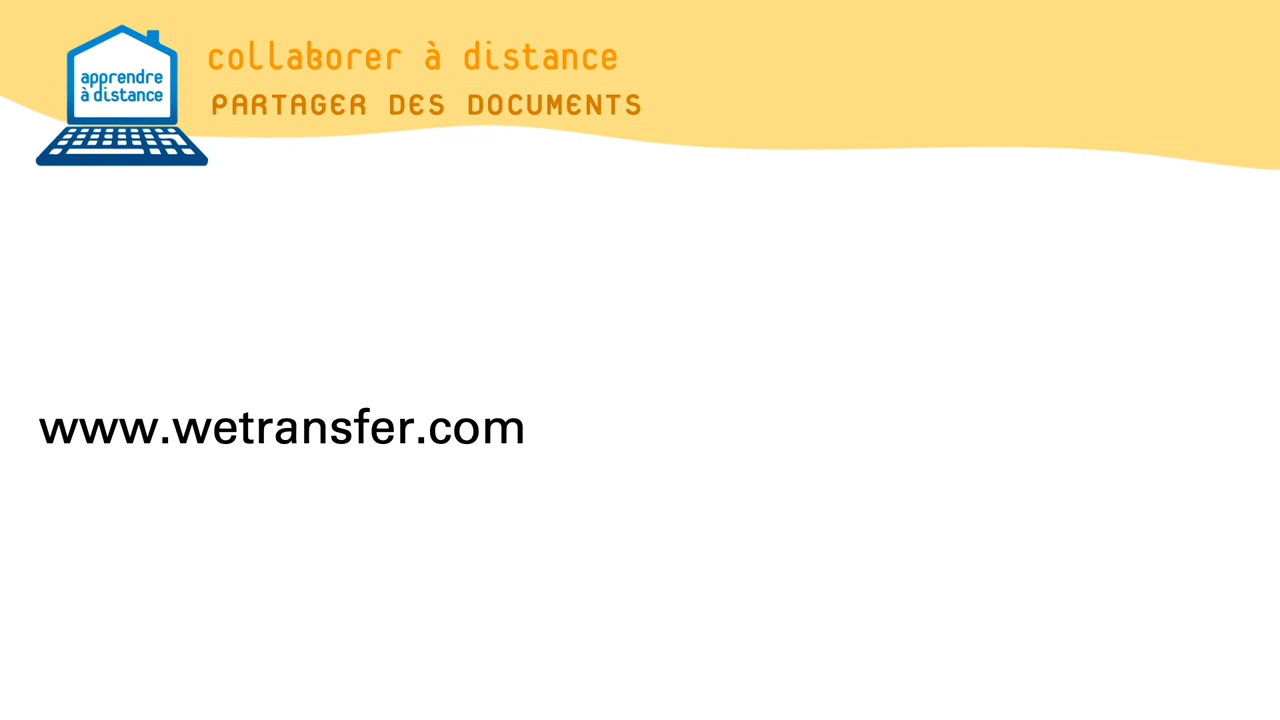 apprendre
à distance
collaborer à distance
PARTAGER DES DOCUMENTS
www.wetransfer.com